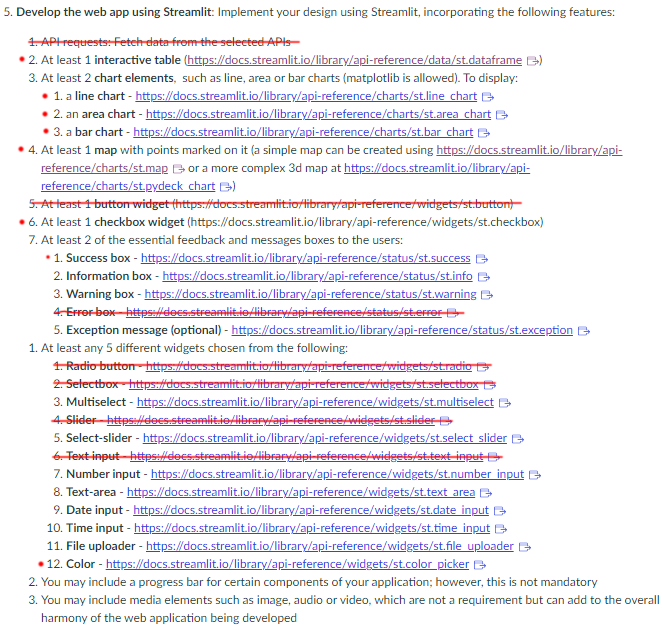 5. Develop the web app using Streamlit: Implement your design using Streamlit, incorporating the following features:
1. API requests: Fetch data from the selected APIs
2. At least 1 interactive table (https://docs.streamlit.io/library/api-reference/data/st.dataframe)
3. At least 2 chart elements, such as line, area or bar charts (matplotlib is allowed). To display:
1. a line chart - https://docs.streamlit.io/library/api-reference/charts/st.line_chart
2. an area chart - https://docs.streamlit.io/library/api-reference/charts/st.area_chart
3. a bar chart - https://docs.streamlit.io/library/api-reference/charts/st.bar_chart
4. At least 1 map with points marked on it (a simple map can be created using https://docs.streamlit.io/library/api-
reference/charts/st.map or a more complex 3d map at https://docs.streamlit.io/library/api-
reference/charts/st.pydeck_chart)
5. At least 1 button widget (https://docs.streamlit.io/library/api-reference/widgets/st.button)
6. At least 1 checkbox widget (https://docs.streamlit.io/library/api-reference/widgets/st.checkbox)
7. At least 2 of the essential feedback and messages boxes to the users:
1. Success box - https://docs.streamlit.io/library/api-reference/status/st.success
2. Information box - https://docs.streamlit.io/library/api-reference/status/st.info
3. Warning box - https://docs.streamlit.io/library/api-reference/status/st.warning
4. Error box - https://docs.streamlit.io/library/api-reference/status/st.error
5. Exception message (optional) - https://docs.streamlit.io/library/api-reference/status/st.exception
1. At least any 5 different widgets chosen from the following:
1. Radio button - https://docs.streamlit.io/library/api-reference/widgets/st.radio
2. Selectbox - https://docs.streamlit.io/library/api-reference/widgets/st.selectbox
3. Multiselect - https://docs.streamlit.io/library/api-reference/widgets/st.multiselect
4. Slider - https://docs.streamlit.io/library/api-reference/widgets/st.slider
5. Select-slider - https://docs.streamlit.io/library/api-reference/widgets/st.select_slider
6. Text input - https://docs.streamlit.io/library/api-reference/widgets/st.text_input
7. Number input - https://docs.streamlit.io/library/api-reference/widgets/st.number_input
8. Text-area - https://docs.streamlit.io/library/api-reference/widgets/st.text_area
9. Date input - https://docs.streamlit.io/library/api-reference/widgets/st.date_input
10. Time input - https://docs.streamlit.io/library/api-reference/widgets/st.time_input
11. File uploader - https://docs.streamlit.io/library/api-reference/widgets/st.file_uploader
12. Color - https://docs.streamlit.io/library/api-reference/widgets/st.color_picker
2. You may include a progress bar for certain components of your application; however, this is not mandatory
3. You may include media elements such as image, audio or video, which are not a requirement but can add to the overall
harmony of the web application being developed